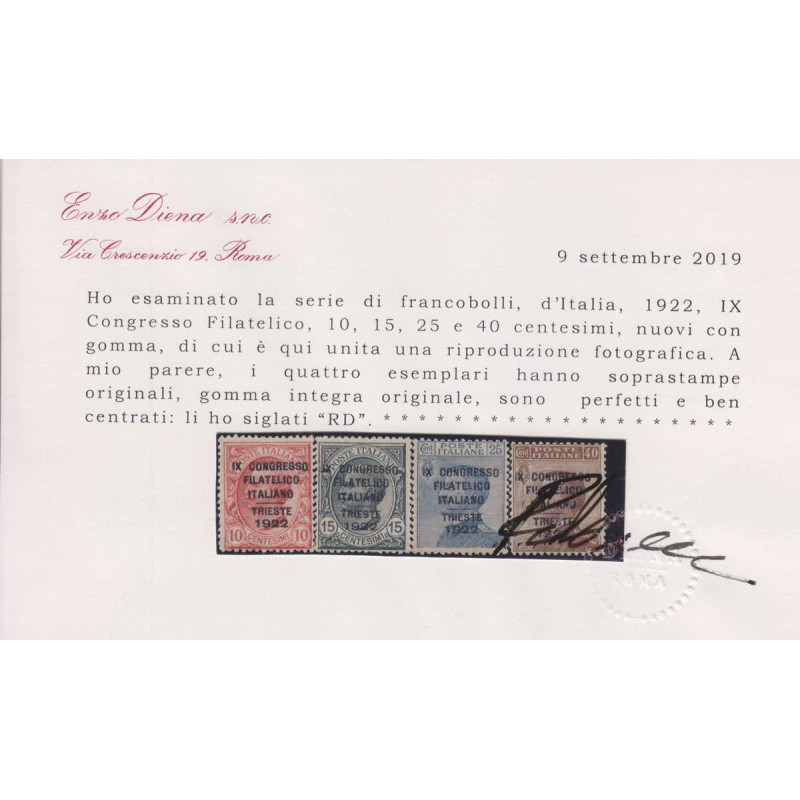 Enzo Diena s.n.c.
Via Crescenzio 19. Roma
9 settembre 2019
Ho esaminato la serie di francobolli, d'Italia, 1922, IX
Congresso Filatelico, 10, 15, 25 e 40 centesimi, nuovi con
gomma, di cui è qui unita una riproduzione fotografica. A
mio parere, i quattro esemplari hanno soprastampe
originali, gomma integra originale, sono perfetti e ben
centrati: li ho siglati "RD". * * * * * * * * * * * * * * * * * * * *
POSTE ITALIANE
IX CONGRESSO
FILATELICO
ITALIANO
TRIESTE
1922
10 10
CENTESIMI
POSTE ITALIANE
IX CONGRESSO
FILATELICO
ITALIANO
TRIESTE
1922
15 15
CENTESIMI
POSTE 25
ITALIANE
IX CONGRESSO
FILATELICO
ITALIANO
TRIESTE
1922
POSTE 40
ITALIANE
IX CONGRESSO
FILATELICO
TRIESTE